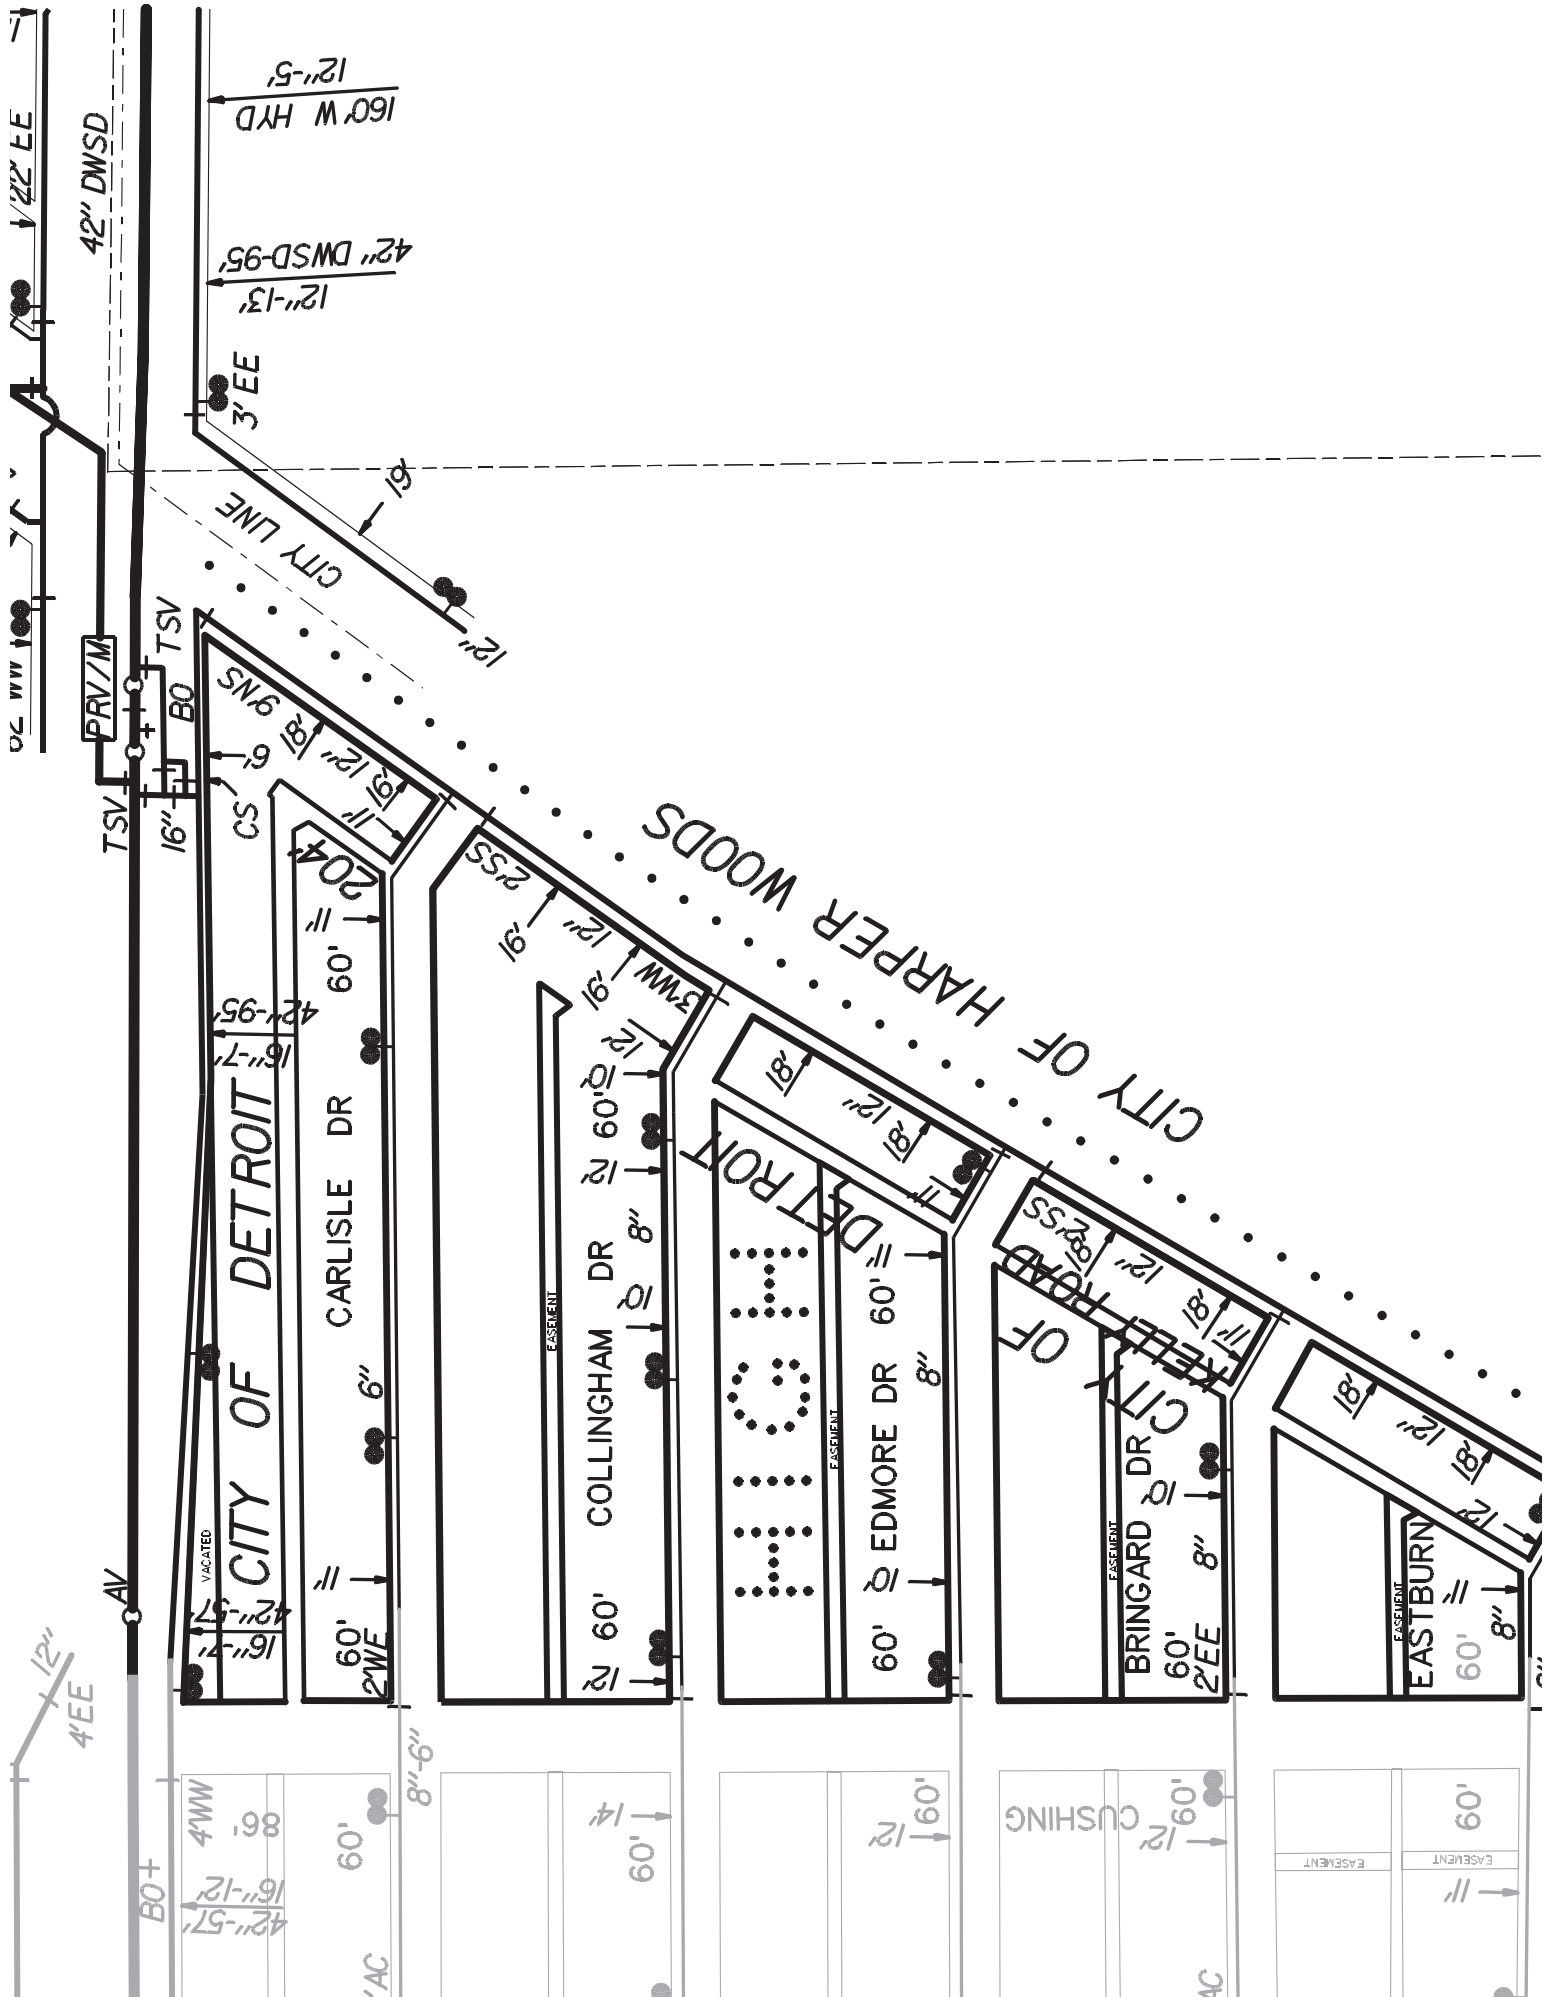 22' EE
42" DWSD
12"-5'
160' W HYD
42" DWSD-95'
12"-13'
3' EE
16'
CITY LINE
12"
TSV
PRV/M
BO
9'NS
18'
6'
12"
19'
TSV
16"
CS
11'
204
2'SS
11'
60'
19'
12"
19'
3'WW
CITY OF HARPER WOODS
42"-95'
16"-7'
12'
10'
60'
18'
12"
18'
CITY OF DETROIT
CARLISLE DR
12'
11'
2'SS
18'
12"
18'
11'
COLLINGHAM DR
8"
10'
EASEMENT
11'
60'
KELLY ROAD
CITY OF DETROIT
HIGH
6"
EDMORE DR
8"
EASEMENT
18'
12"
18'
12'
BRINGARD DR
10'
8"
EASEMENT
VACATED
AV
42"-57'
16"-7'
11'
60'
2'WE
60'
12'
10'
60'
60'
2'EE
EASTBURN
EASEMENT
11'
8"
60'
12"
4'EE
8"-6"
4'WW
86'
60'
14'
60'
12'
60'
CUSHING
12'
60'
60'
EASEMENT
EASEMENT
11'
BO
16"-12'
42"-57'